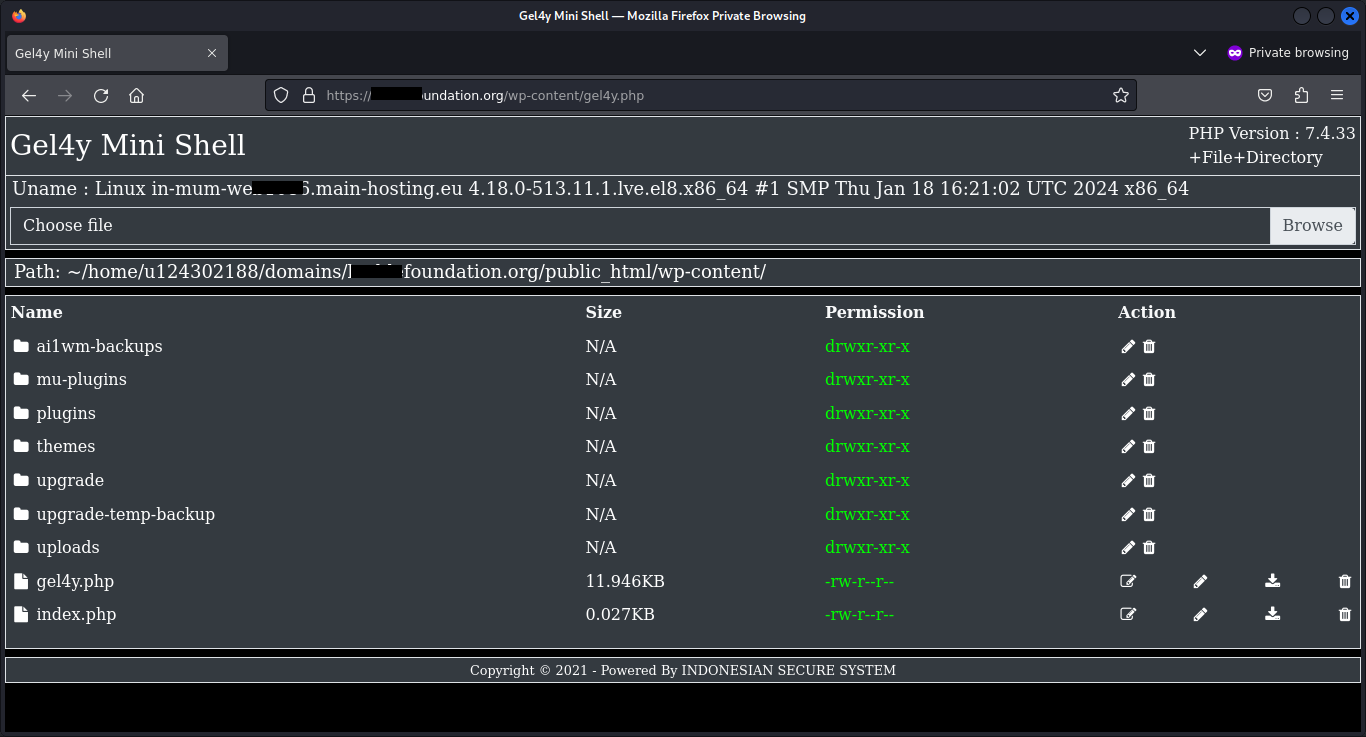 Gel4y Mini Shell — Mozilla Firefox Private Browsing
Gel4y Mini Shell
Private browsing
https:// undation.org/wp-content/gel4y.php
Gel4y Mini Shell
PHP Version : 7.4.33
+File+Directory
Uname : Linux in-mum-we 6.main-hosting.eu 4.18.0-513.11.1.lve.el8.x86_64 #1 SMP Thu Jan 18 16:21:02 UTC 2024 x86_64
Choose file Browse
Path: ~/home/u124302188/domains/ foundation.org/public_html/wp-content/
Name Size Permission Action
ai1wm-backups N/A drwxr-xr-x
mu-plugins N/A drwxr-xr-x
plugins N/A drwxr-xr-x
themes N/A drwxr-xr-x
upgrade N/A drwxr-xr-x
upgrade-temp-backup N/A drwxr-xr-x
uploads N/A drwxr-xr-x
gel4y.php 11.946KB -rw-r--r--
index.php 0.027KB -rw-r--r--
Copyright © 2021 - Powered By INDONESIAN SECURE SYSTEM